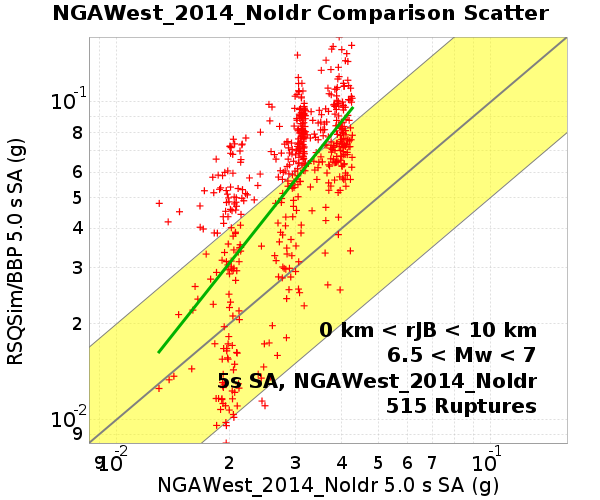 NGAWest_2014_NoIdr Comparison Scatter
RSQSim/BBP 5.0 s SA (g)
10⁻¹
8
6
5
4
3
2
10⁻²
9
0 km < rJB < 10 km
6.5 < Mw < 7
5s SA, NGAWest_2014_NoIdr
515 Ruptures
9 10⁻² 2 3 4 5 6 7 10⁻¹
NGAWest_2014_NoIdr 5.0 s SA (g)